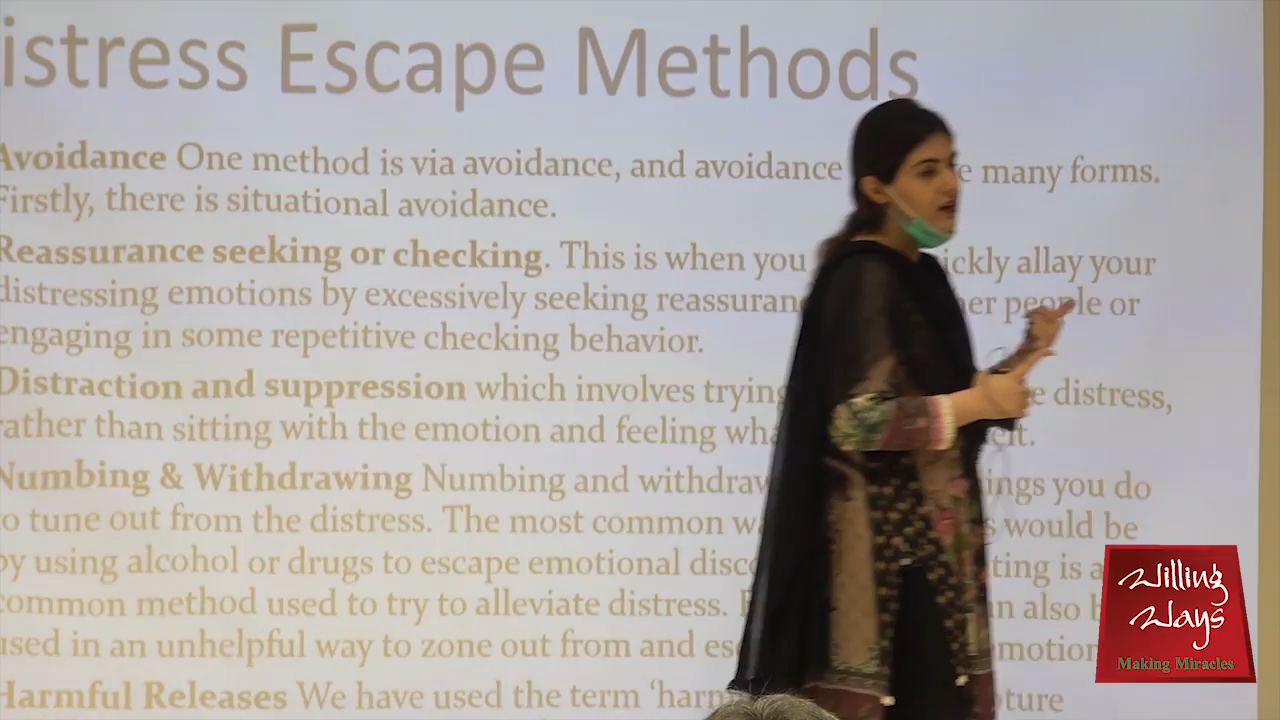 istress Escape Methods
Avoidance One method is via avoidance, and avoidance e many forms.
Firstly, there is situational avoidance.
Reassurance seeking or checking. This is when you ickly allay your
distressing emotions by excessively seeking reassuran er people or
engaging in some repetitive checking behavior.
Distraction and suppression which involves trying e distress,
rather than sitting with the emotion and feeling wha elt.
Numbing & Withdrawing Numbing and withdraw ings you do
to tune out from the distress. The most common w s would be
by using alcohol or drugs to escape emotional disco ting is a
common method used to try to alleviate distress. an also b
used in an unhelpful way to zone out from and es emotion
Harmful Releases We have used the term ‘harm pture
Willing
Ways
Making Miracles